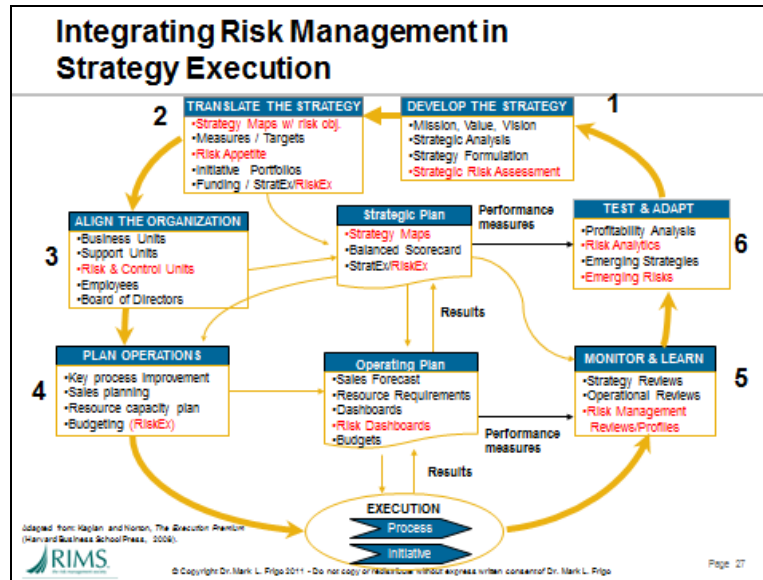 Integrating Risk Management in
Strategy Execution
1
DEVELOP THE STRATEGY
•Mission, Value, Vision
•Strategic Analysis
•Strategy Formulation
•Strategic Risk Assessment
2
TRANSLATE THE STRATEGY
•Strategy Maps w/ risk obj.
•Measures / Targets
•Risk Appetite
•Initiative Portfolios
•Funding / StratEx/RiskEx
3
ALIGN THE ORGANIZATION
•Business Units
•Support Units
•Risk & Control Units
•Employees
•Board of Directors
Strategic Plan
•Strategy Maps
•Balanced Scorecard
•StratEx/RiskEx
Performance
measures
TEST & ADAPT
•Profitability Analysis
•Risk Analytics
•Emerging Strategies
•Emerging Risks
6
Results
4
PLAN OPERATIONS
•Key process improvement
•Sales planning
•Resource capacity plan
•Budgeting (RiskEx)
Operating Plan
•Sales Forecast
•Resource Requirements
•Dashboards
•Risk Dashboards
•Budgets
Performance
measures
MONITOR & LEARN
•Strategy Reviews
•Operational Reviews
•Risk Management
Reviews/Profiles
5
Results
EXECUTION
Process
Initiative
Adapted from: Kaplan and Norton, The Execution Premium
(Harvard Business School Press, 2008).
RIMS
the risk management society
© Copyright Dr. Mark L. Frigo 2011 - Do not copy or redistribute without express written consent of Dr. Mark L. Frigo
Page 27